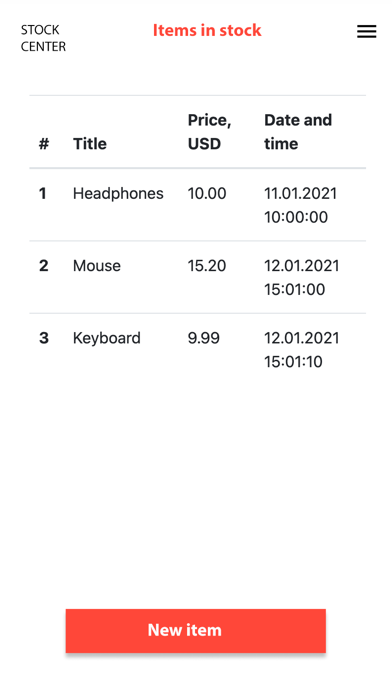 STOCK
CENTER
Items in stock
# Title Price, USD Date and time
1 Headphones 10.00 11.01.2021 10:00:00
2 Mouse 15.20 12.01.2021 15:01:00
3 Keyboard 9.99 12.01.2021 15:01:10
New item